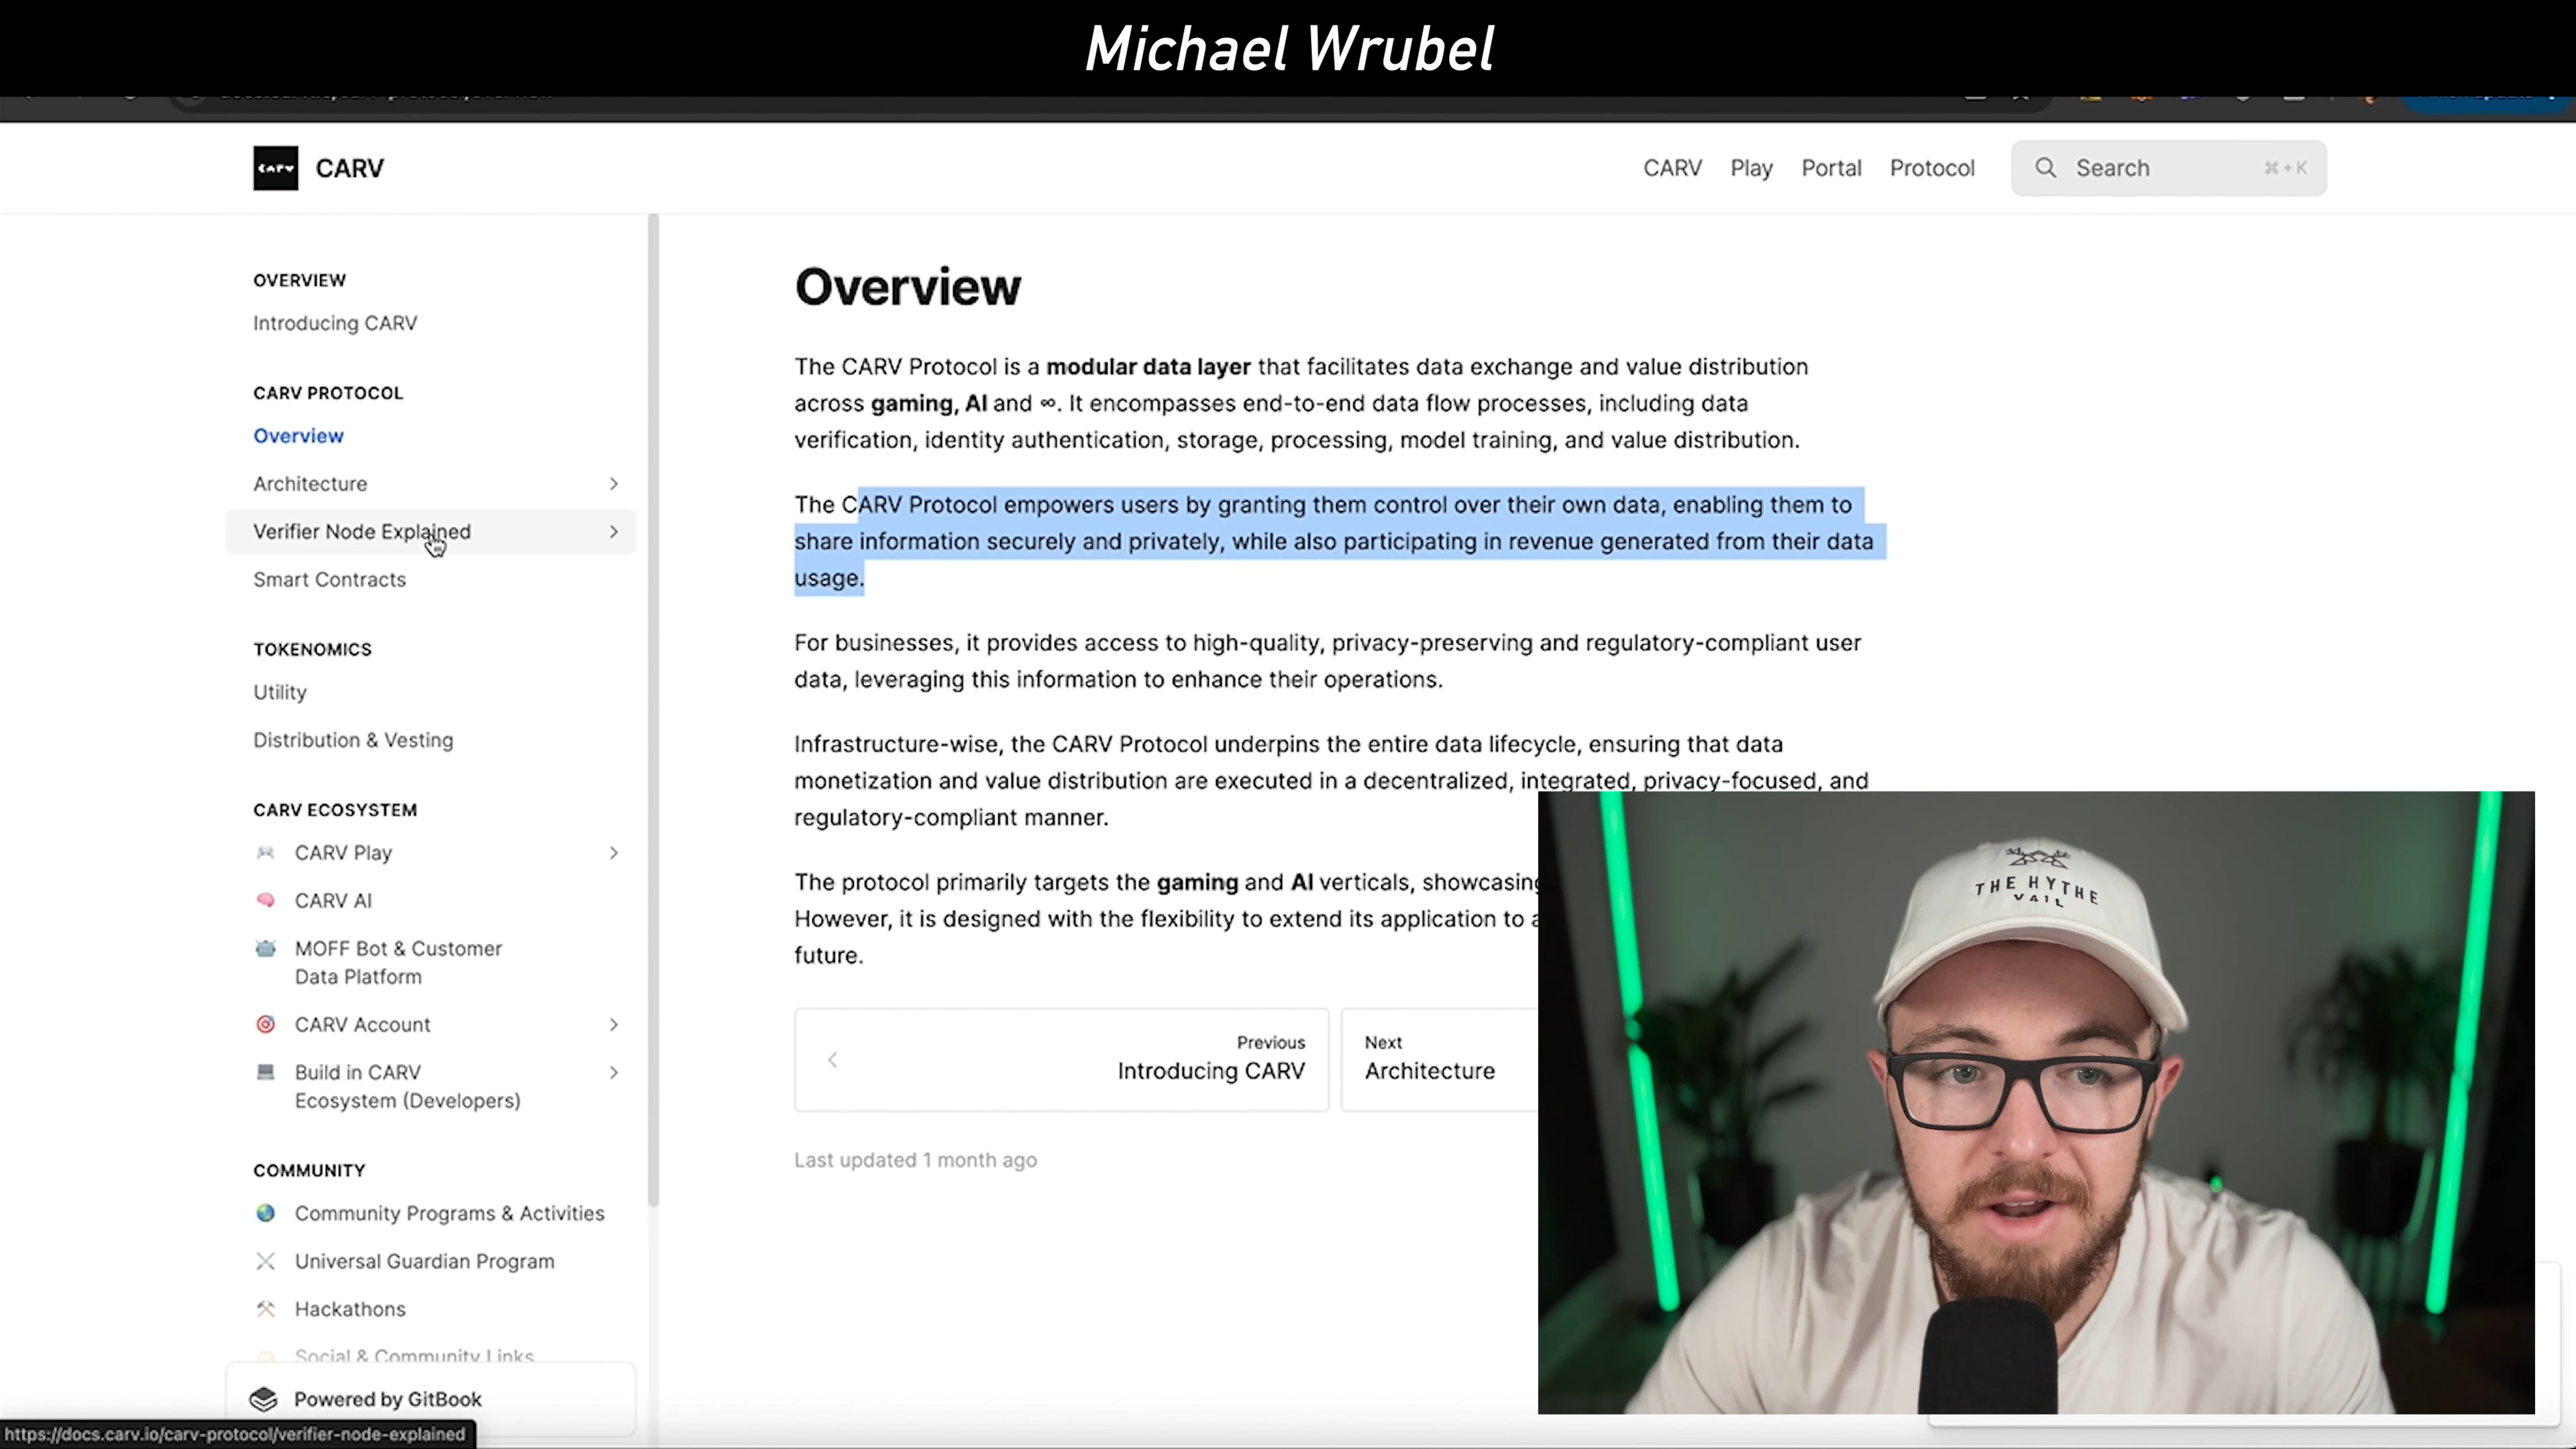 Michael Wrubel
CARV
CARV
Play
Portal
Protocol
Search
⌘ + K
OVERVIEW
Introducing CARV
CARV PROTOCOL
Overview
Architecture
Verifier Node Explained
Smart Contracts
TOKENOMICS
Utility
Distribution & Vesting
CARV ECOSYSTEM
CARV Play
CARV AI
MOFF Bot & Customer
Data Platform
CARV Account
Build in CARV
Ecosystem (Developers)
COMMUNITY
Community Programs & Activities
Universal Guardian Program
Hackathons
Social & Community Links
Powered by GitBook
https://docs.carv.io/carv-protocol/verifier-node-explained
Overview
The CARV Protocol is a modular data layer that facilitates data exchange and value distribution
across gaming, AI and ∞. It encompasses end-to-end data flow processes, including data
verification, identity authentication, storage, processing, model training, and value distribution.
The CARV Protocol empowers users by granting them control over their own data, enabling them to
share information securely and privately, while also participating in revenue generated from their data
usage.
For businesses, it provides access to high-quality, privacy-preserving and regulatory-compliant user
data, leveraging this information to enhance their operations.
Infrastructure-wise, the CARV Protocol underpins the entire data lifecycle, ensuring that data
monetization and value distribution are executed in a decentralized, integrated, privacy-focused, and
regulatory-compliant manner.
The protocol primarily targets the gaming and AI verticals, showcasing
However, it is designed with the flexibility to extend its application to a
future.
Previous
Introducing CARV
Next
Architecture
Last updated 1 month ago
THE HYTHE
VAIL